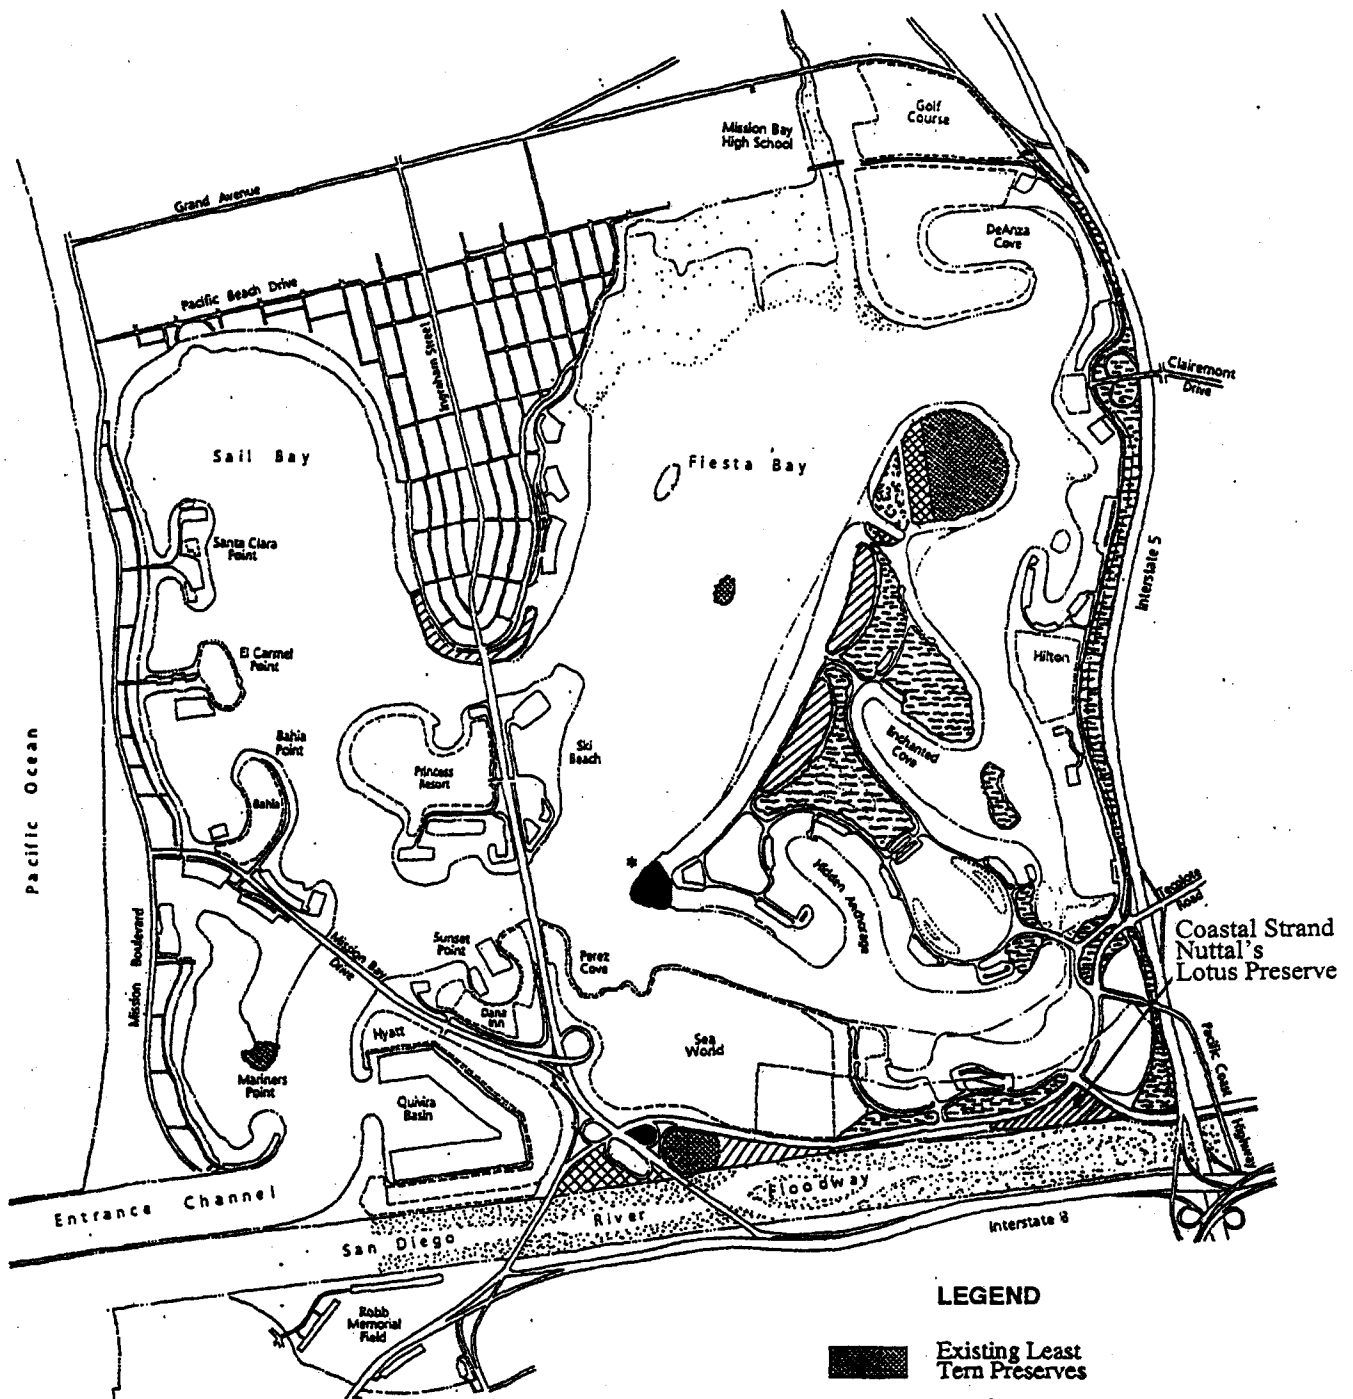 Golf
Course
Mission Bay
High School
Grand Avenue
DeAnza
Cove
Pacific Beach Drive
Ingraham Street
Clairemont
Drive
Sail Bay
Fiesta Bay
Santa Clara
Point
Interstate 5
El Carmel
Point
Hilton
Pacific Ocean
Bahia
Point
Enchanted
Cove
Ski
Beach
Princess
Resort
Bahia
*
Hidden
Anchorage
Tecolote
Road
Coastal Strand
Nuttal's
Lotus Preserve
Mission Boulevard
Mission Bay
Drive
Sunset
Point
Perez
Cove
Dana
Inn
Hyatt
Sea
World
Pacific Coast Highway
Mariners
Point
Quivira
Basin
Entrance Channel
San Diego River Floodway
Interstate 8
Robb
Memorial
Field
LEGEND
Existing Least
Tern Preserves